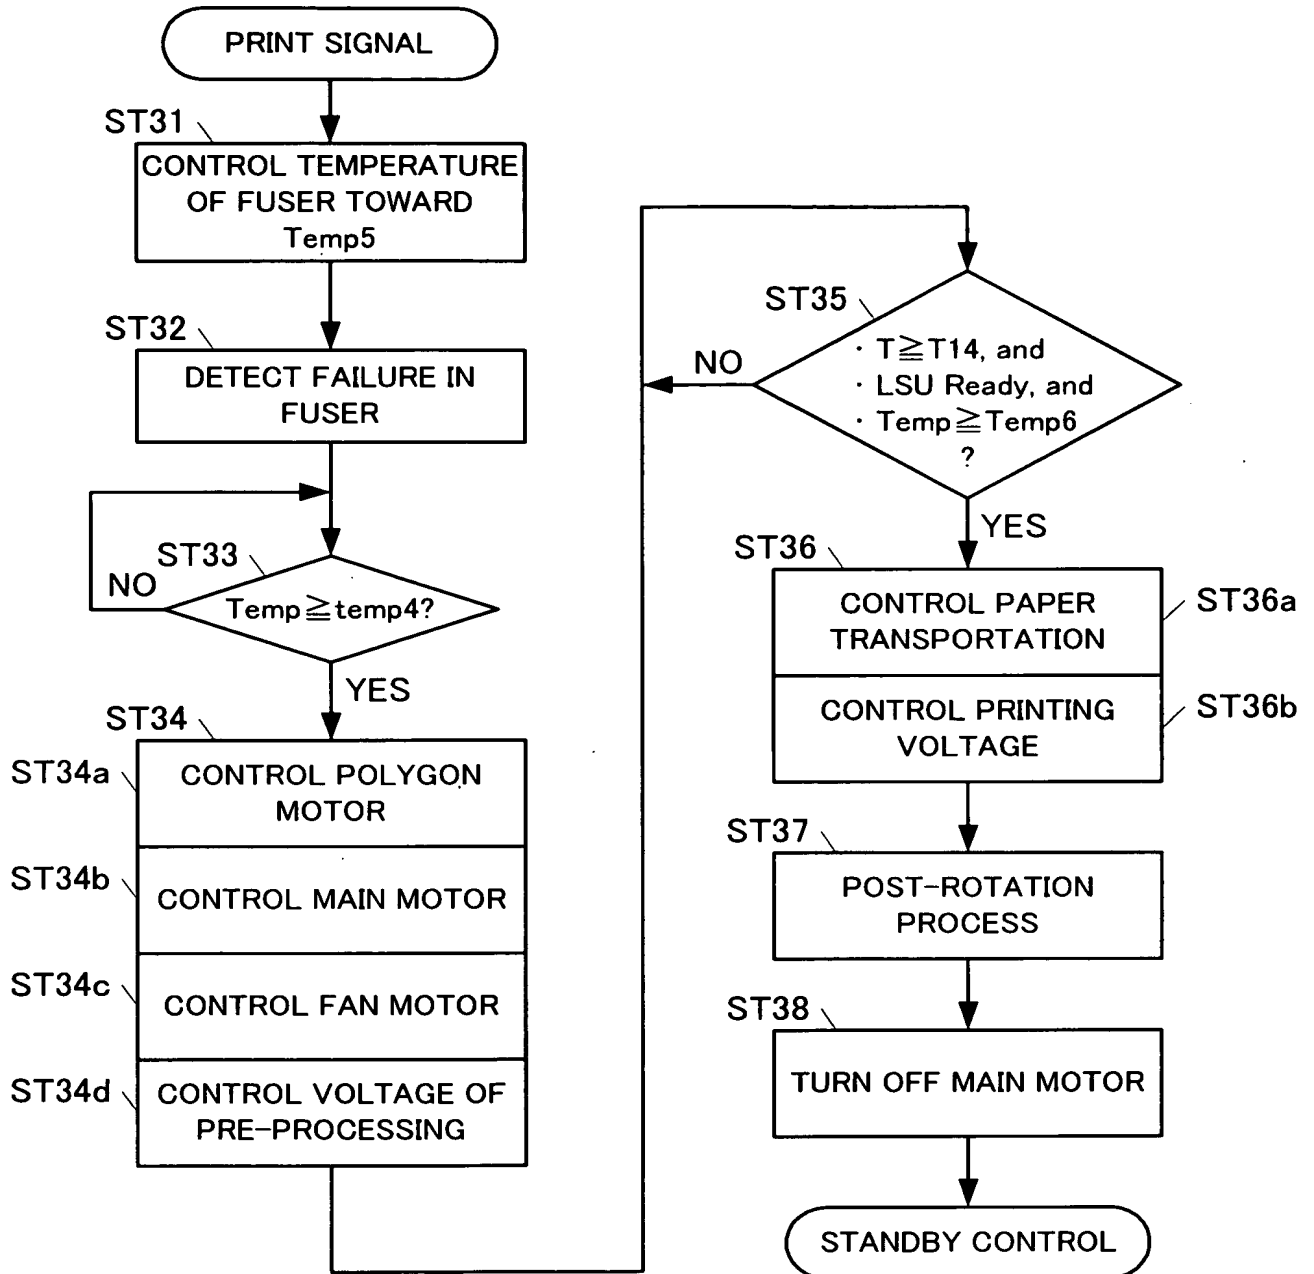 PRINT SIGNAL
ST31
CONTROL TEMPERATURE
OF FUSER TOWARD
Temp5
ST32
DETECT FAILURE IN
FUSER
ST33
NO
Temp≧temp4?
YES
ST34
ST34a
CONTROL POLYGON
MOTOR
ST34b
CONTROL MAIN MOTOR
ST34c
CONTROL FAN MOTOR
ST34d
CONTROL VOLTAGE OF
PRE-PROCESSING
ST35
NO
· T≧T14, and
· LSU Ready, and
· Temp≧Temp6
?
YES
ST36
CONTROL PAPER
TRANSPORTATION
ST36a
CONTROL PRINTING
VOLTAGE
ST36b
ST37
POST-ROTATION
PROCESS
ST38
TURN OFF MAIN MOTOR
STANDBY CONTROL